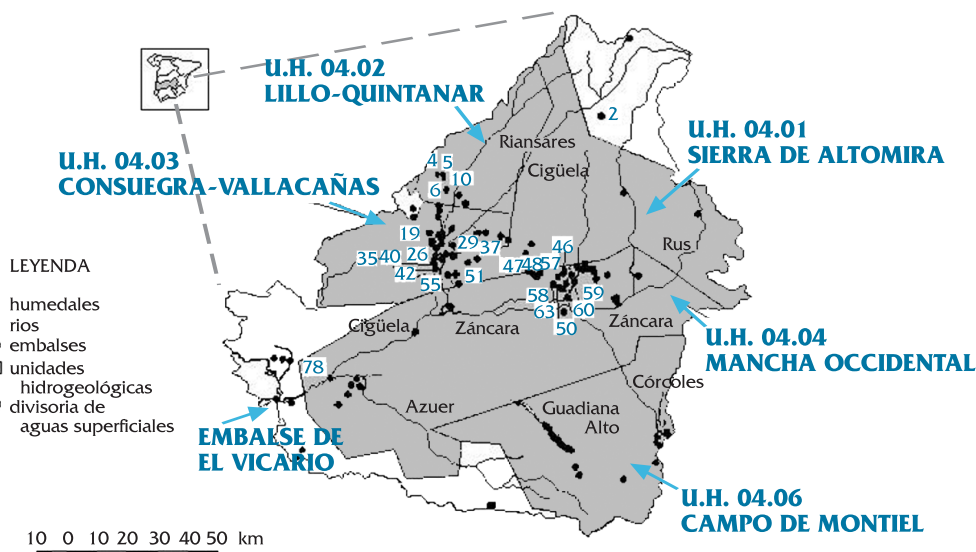 U.H. 04.02
LILLO-QUINTANAR
2
U.H. 04.01
SIERRA DE ALTOMIRA
Riansares
Cigüela
U.H. 04.03
CONSUEGRA-VALLACAÑAS
4 5
10
6
19
29 37
46
Rus
35 40 26
47 48 57
42
51
55
LEYENDA
58
59
63
60
50
humedales
rios
embalses
unidades
hidrogeológicas
divisoria de
aguas superficiales
Cigüela
Záncara
Záncara
U.H. 04.04
MANCHA OCCIDENTAL
78
Córcoles
Azuer
Guadiana
Alto
EMBALSE DE
EL VICARIO
U.H. 04.06
CAMPO DE MONTIEL
10 0 10 20 30 40 50 km